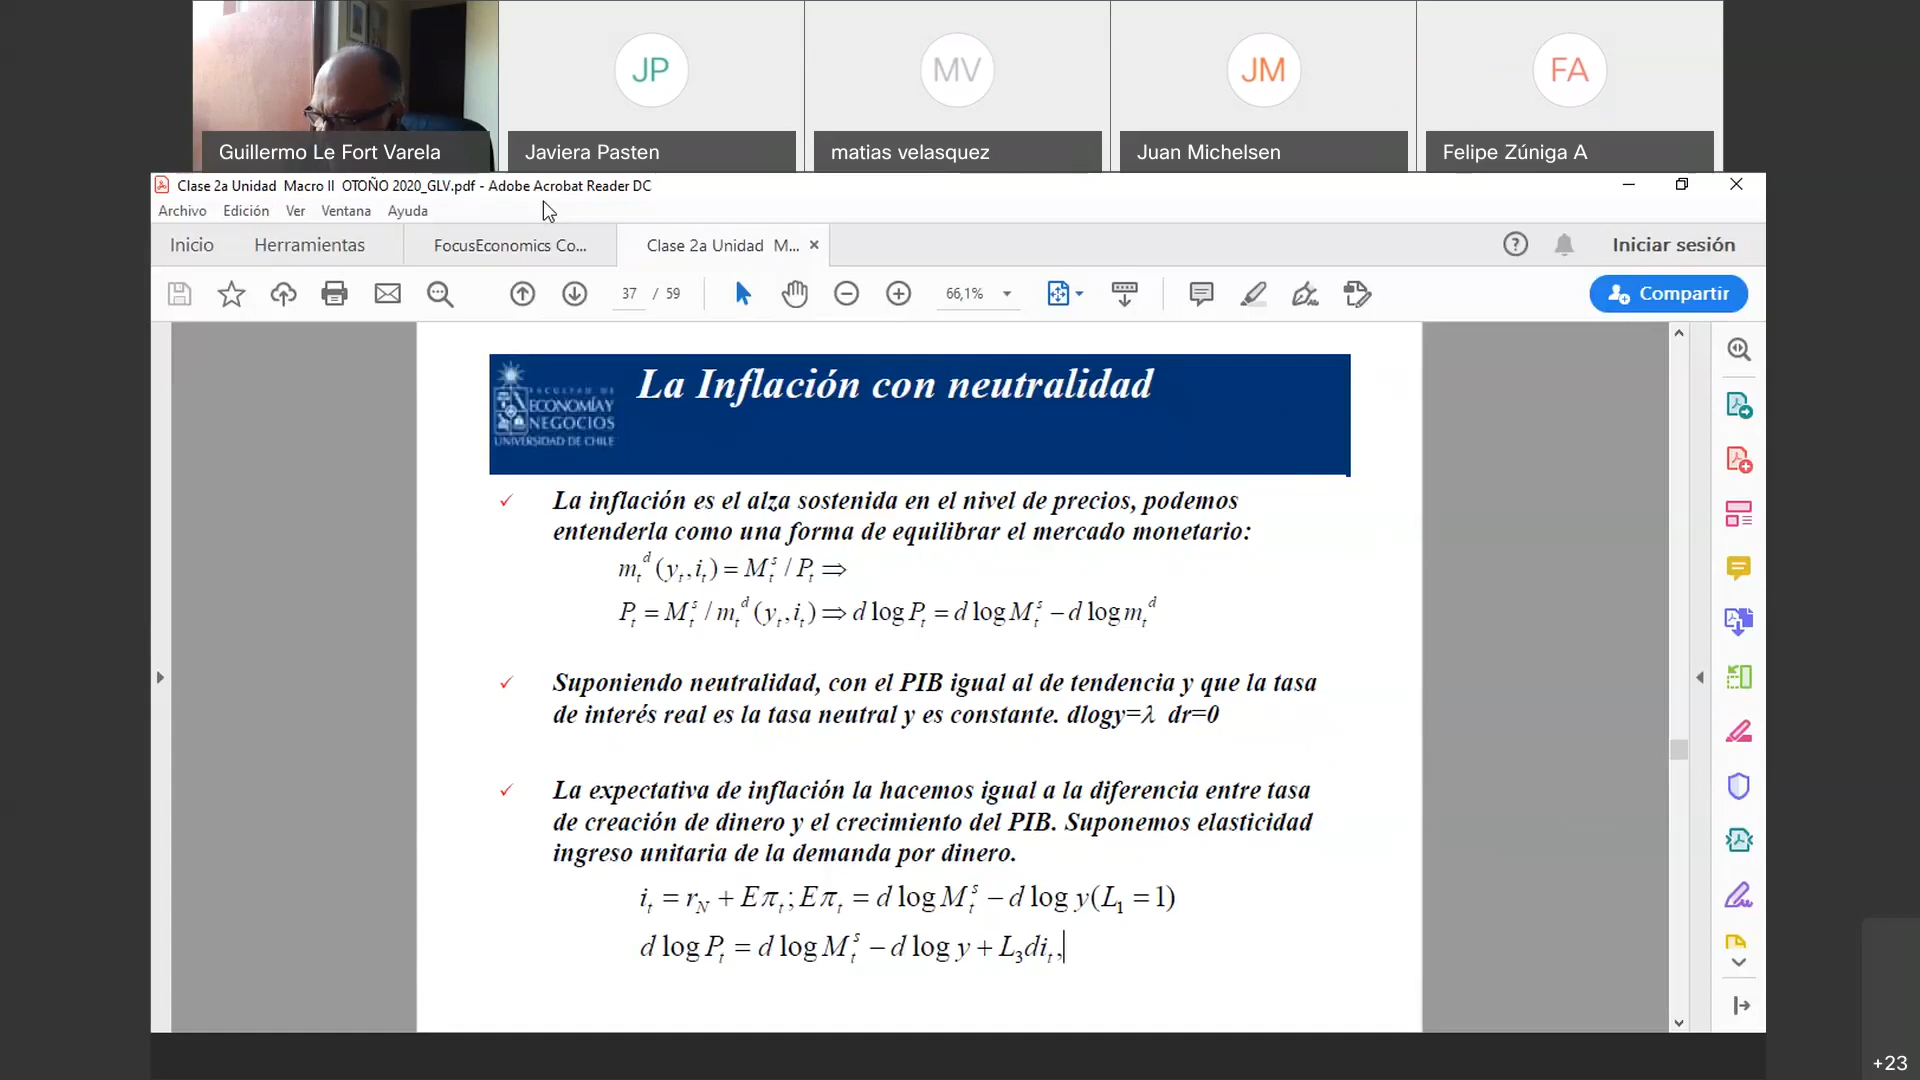 JP
MV
JM
FA
Guillermo Le Fort Varela
Javiera Pasten
matias velasquez
Juan Michelsen
Felipe Zúniga A
Clase 2a Unidad Macro II OTOÑO 2020_GLV.pdf - Adobe Acrobat Reader DC
Archivo Edición Ver Ventana Ayuda
Inicio Herramientas FocusEconomics Co... Clase 2a Unidad M... × Iniciar sesión
37 / 59 66,1% Compartir
La Inflación con neutralidad
FACULTAD DE
ECONOMÍA Y
NEGOCIOS
UNIVERSIDAD DE CHILE
✓ La inflación es el alza sostenida en el nivel de precios, podemos
entenderla como una forma de equilibrar el mercado monetario:
m_t^d (y_t, i_t) = M_t^s / P_t ⇒
P_t = M_t^s / m_t^d (y_t, i_t) ⇒ d log P_t = d log M_t^s − d log m_t^d
✓ Suponiendo neutralidad, con el PIB igual al de tendencia y que la tasa
de interés real es la tasa neutral y es constante. dlogy=λ dr=0
✓ La expectativa de inflación la hacemos igual a la diferencia entre tasa
de creación de dinero y el crecimiento del PIB. Suponemos elasticidad
ingreso unitaria de la demanda por dinero.
i_t = r_N + Eπ_t; Eπ_t = d log M_t^s − d log y(L_1 = 1)
d log P_t = d log M_t^s − d log y + L_3 di_t,
+23